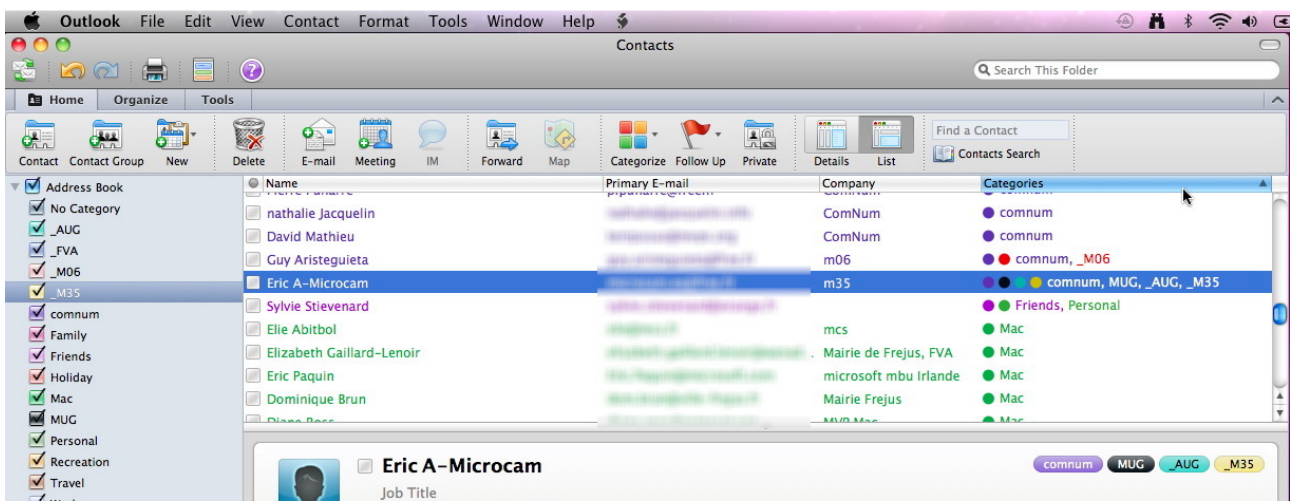 Outlook File Edit View Contact Format Tools Window Help
Contacts
Search This Folder
Home Organize Tools
Find a Contact
Contacts Search
Contact Contact Group New Delete E-mail Meeting IM Forward Map Categorize Follow Up Private Details List
Address Book
No Category
_AUG
_FVA
_M06
_M35
comnum
Family
Friends
Holiday
Mac
MUG
Personal
Recreation
Travel
Name Primary E-mail Company Categories
nathalie Jacquelin ComNum comnum
David Mathieu ComNum comnum
Guy Aristeguieta m06 comnum, _M06
Eric A-Microcam m35 comnum, MUG, _AUG, _M35
Sylvie Stievenard Friends, Personal
Elie Abitbol mcs Mac
Elizabeth Gaillard-Lenoir Mairie de Frejus, FVA Mac
Eric Paquin microsoft mbu Irlande Mac
Dominique Brun Mairie Frejus Mac
Eric A-Microcam comnum MUG _AUG _M35
Job Title